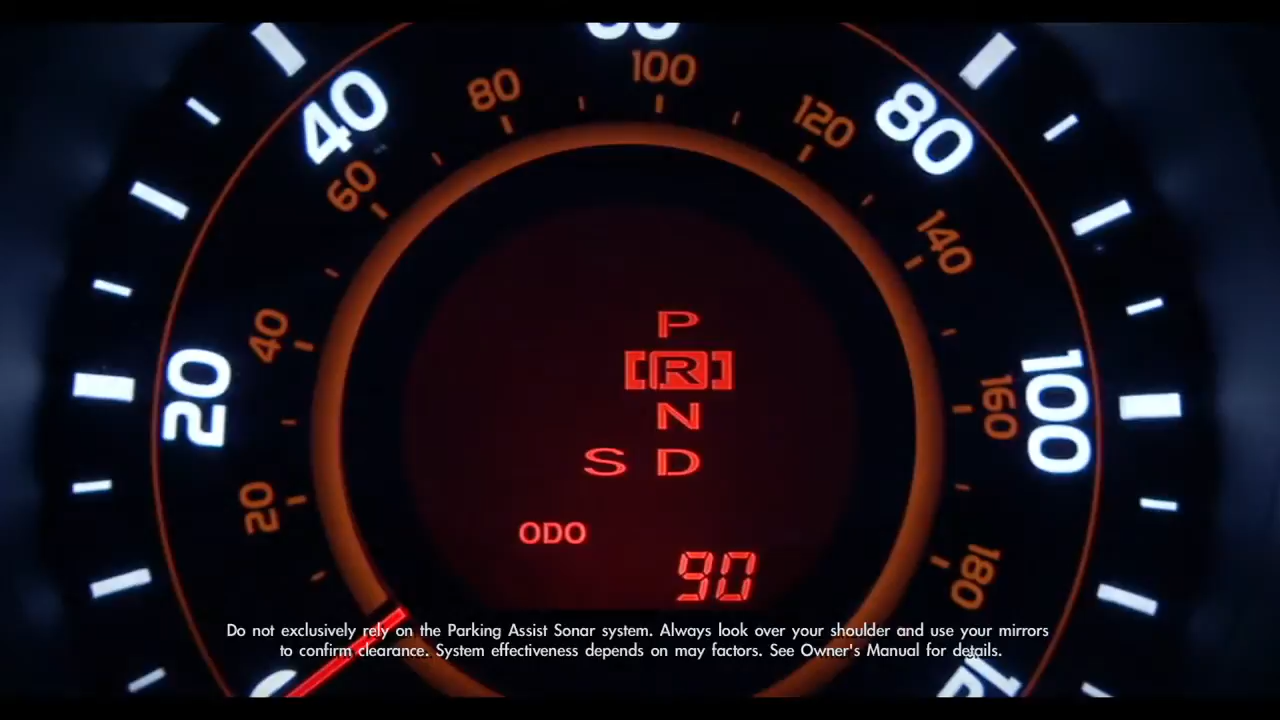 100
80
40
120
80
60
140
40
20
100
160
P
R
N
S D
20
ODO
180
90
Do not exclusively rely on the Parking Assist Sonar system. Always look over your shoulder and use your mirrors
to confirm clearance. System effectiveness depends on may factors. See Owner's Manual for details.